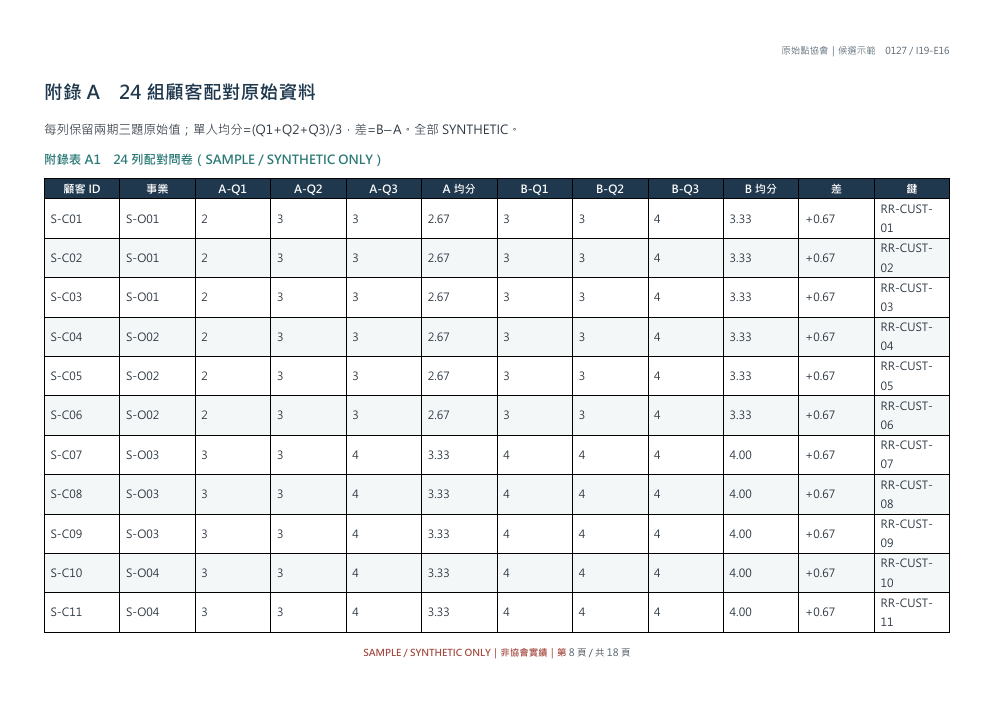 原始點協會 | 候選示範 0127 / I19-E16
附錄 A 24 組顧客配對原始資料
每列保留兩期三題原始值；單人均分=(Q1+Q2+Q3)/3，差=B−A。全部 SYNTHETIC。
附錄表 A1 24 列配對問卷（SAMPLE / SYNTHETIC ONLY）
顧客 ID 事業 A-Q1 A-Q2 A-Q3 A 均分 B-Q1 B-Q2 B-Q3 B 均分 差 鍵
S-C01 S-O01 2 3 3 2.67 3 3 4 3.33 +0.67 RR-CUST-
01
S-C02 S-O01 2 3 3 2.67 3 3 4 3.33 +0.67 RR-CUST-
02
S-C03 S-O01 2 3 3 2.67 3 3 4 3.33 +0.67 RR-CUST-
03
S-C04 S-O02 2 3 3 2.67 3 3 4 3.33 +0.67 RR-CUST-
04
S-C05 S-O02 2 3 3 2.67 3 3 4 3.33 +0.67 RR-CUST-
05
S-C06 S-O02 2 3 3 2.67 3 3 4 3.33 +0.67 RR-CUST-
06
S-C07 S-O03 3 3 4 3.33 4 4 4 4.00 +0.67 RR-CUST-
07
S-C08 S-O03 3 3 4 3.33 4 4 4 4.00 +0.67 RR-CUST-
08
S-C09 S-O03 3 3 4 3.33 4 4 4 4.00 +0.67 RR-CUST-
09
S-C10 S-O04 3 3 4 3.33 4 4 4 4.00 +0.67 RR-CUST-
10
S-C11 S-O04 3 3 4 3.33 4 4 4 4.00 +0.67 RR-CUST-
11
SAMPLE / SYNTHETIC ONLY | 非協會實績 | 第 8 頁 / 共 18 頁